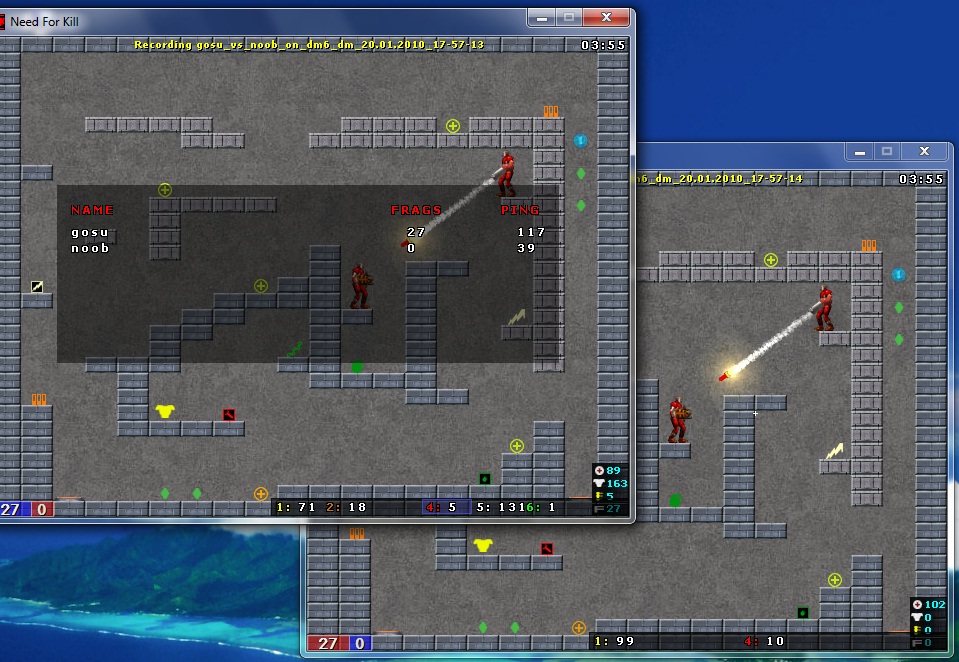 Need For Kill
Recording gosu_vs_noob_on_dm6_dm_20.01.2010_17-57-13
03:55
NAME FRAGS PING
gosu 27 117
noob 0 39
89
163
5
27
27 0
1: 71 2: 18 4: 5 5: 131 6: 1
m6_dm_20.01.2010_17-57-14
03:55
102
0
0
0
27 0
1: 99 4: 10